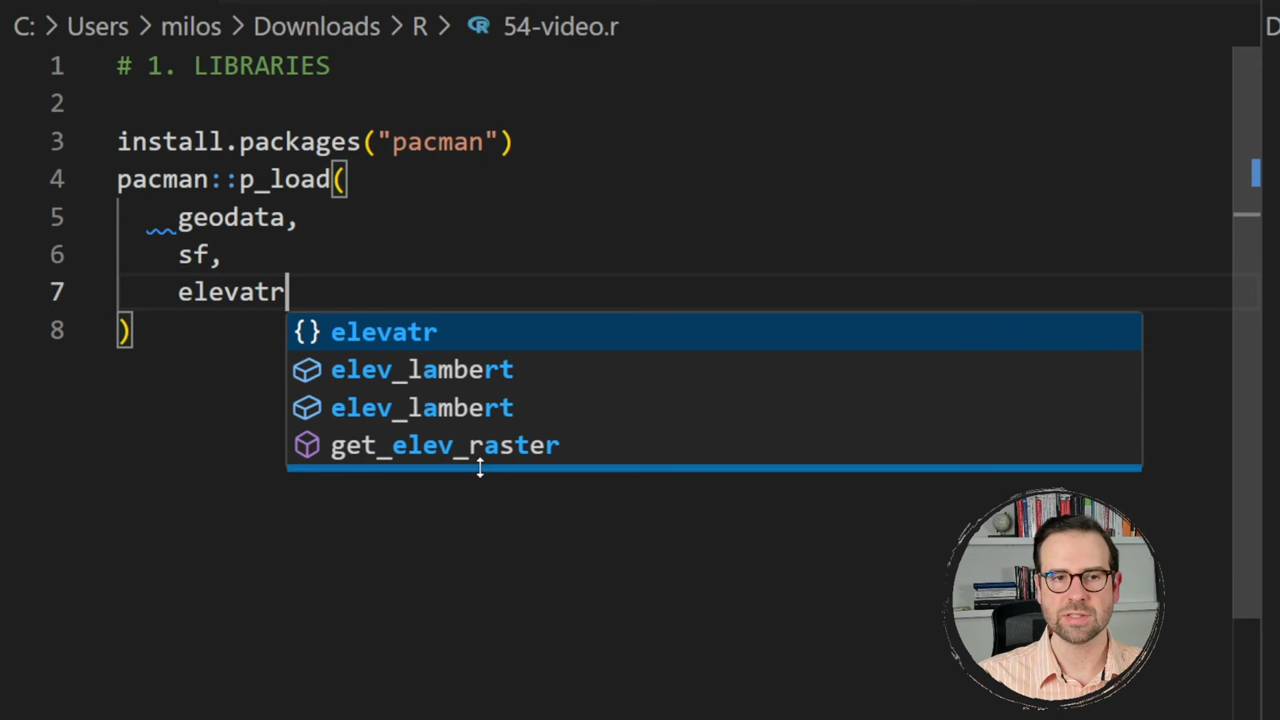 C: > Users > milos > Downloads > R > 54-video.r
1 # 1. LIBRARIES
2
3 install.packages("pacman")
4 pacman::p_load(
5 geodata,
6 sf,
7 elevatr
8 )
{} elevatr
elev_lambert
elev_lambert
get_elev_raster